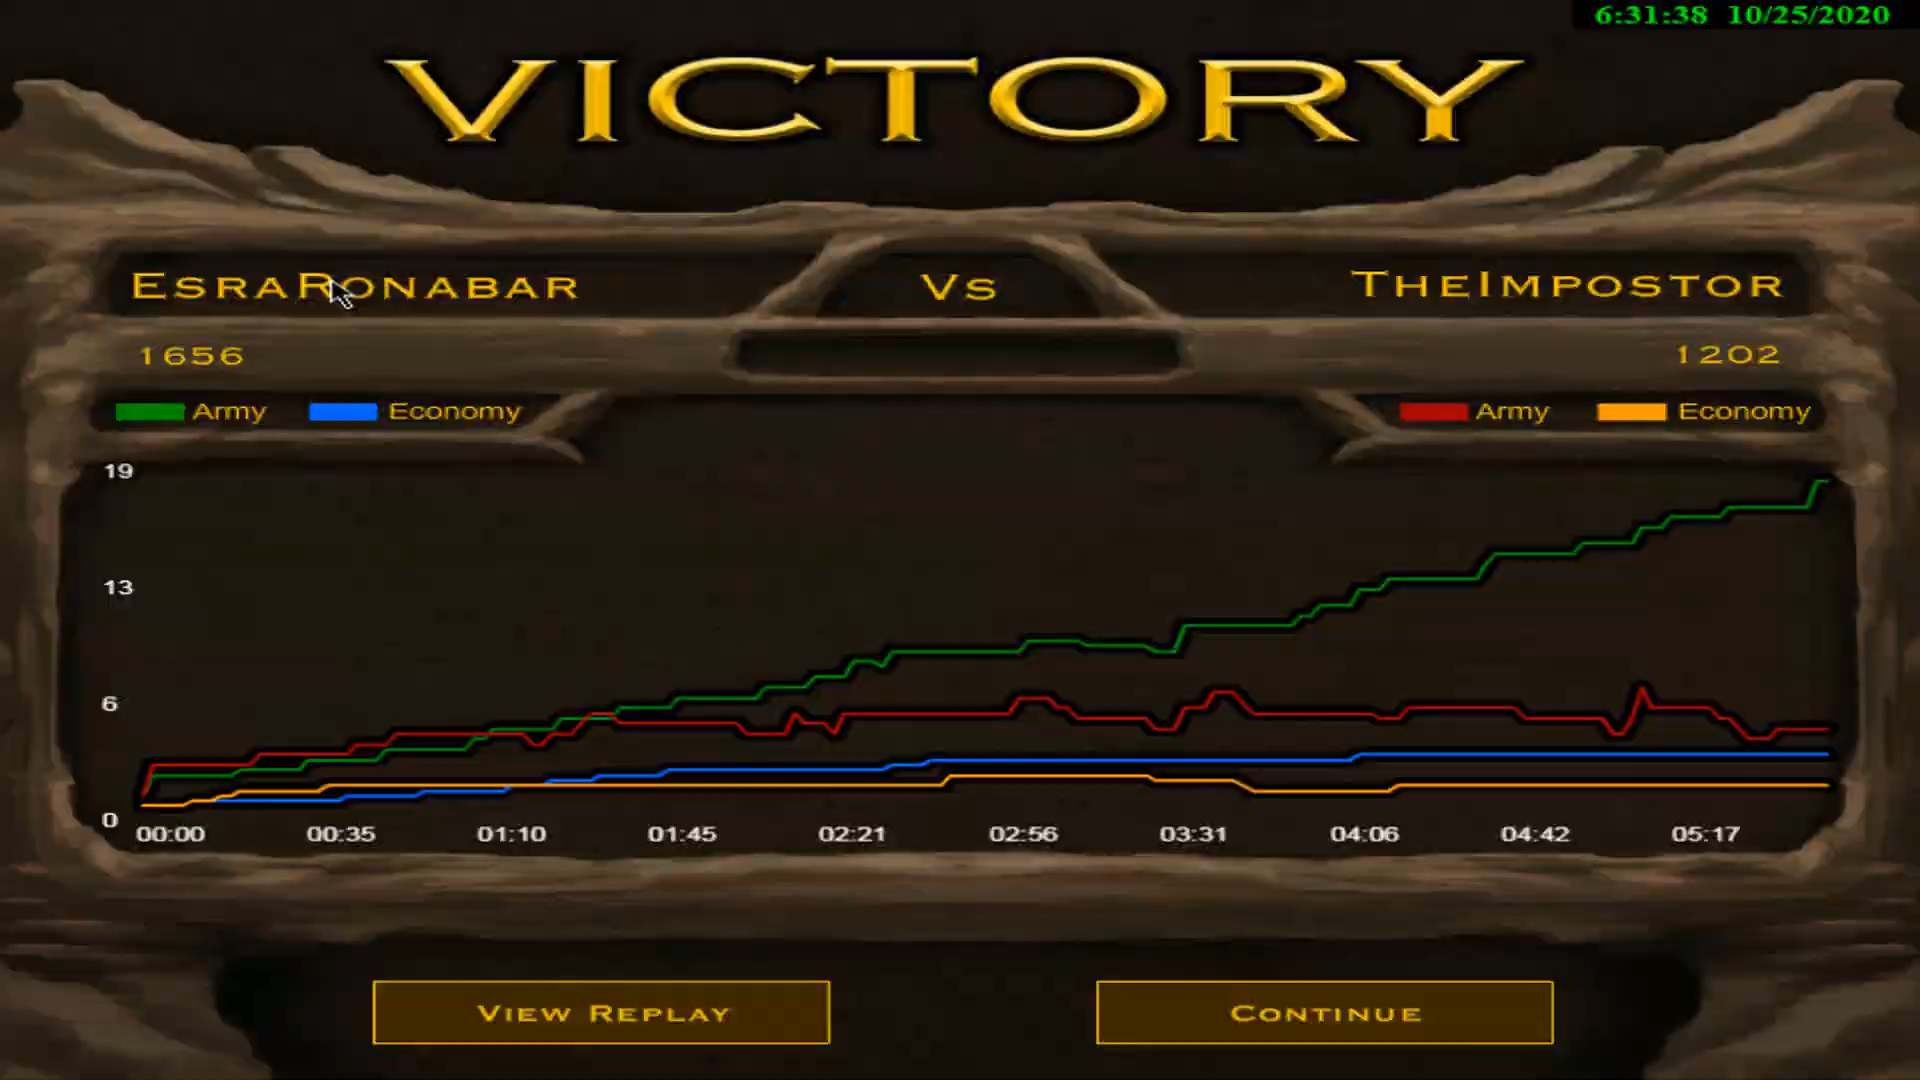 6:31:38 10/25/2020
VICTORY
EsraRonabar Vs TheImpostor
1656 1202
Army Economy Army Economy
19
13
6
0
00:00 00:35 01:10 01:45 02:21 02:56 03:31 04:06 04:42 05:17
View Replay Continue